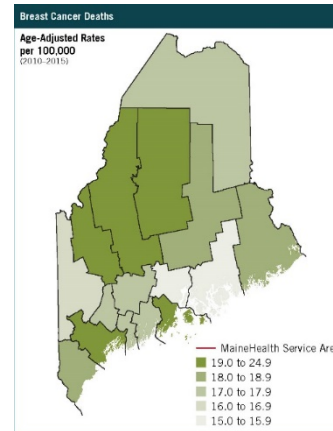 Breast Cancer Deaths
Age-Adjusted Rates
per 100,000
(2010–2015)
MaineHealth Service Are
19.0 to 24.9
18.0 to 18.9
17.0 to 17.9
16.0 to 16.9
15.0 to 15.9